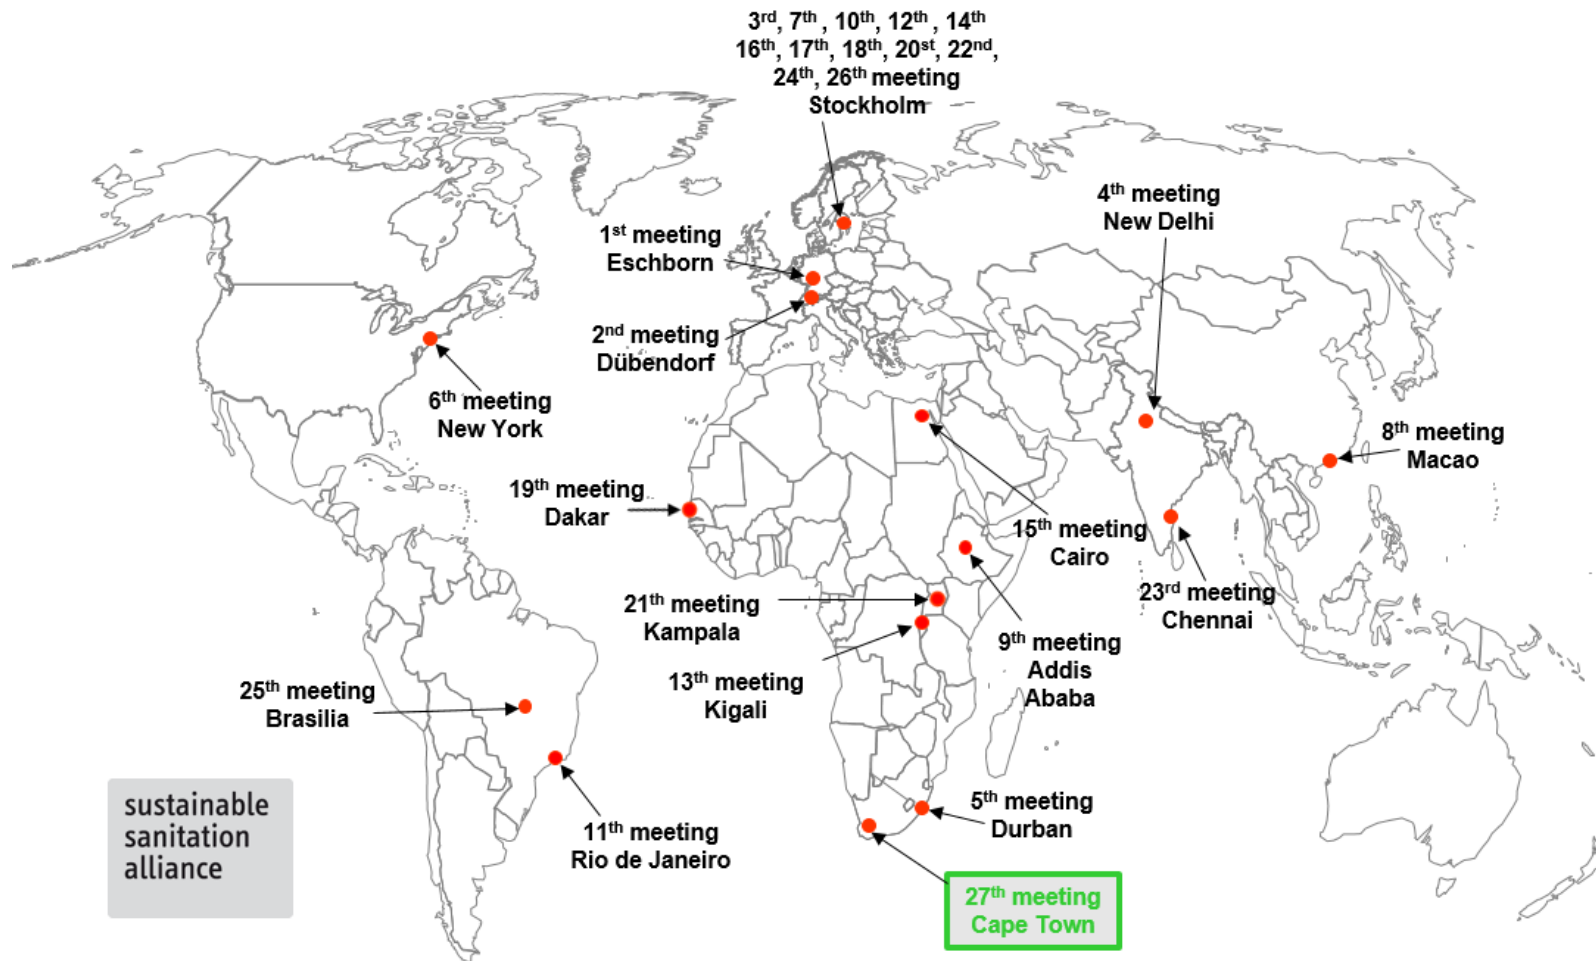 3rd, 7th , 10th, 12th , 14th
16th, 17th, 18th, 20st, 22nd,
24th, 26th meeting
Stockholm
4th meeting
New Delhi
1st meeting
Eschborn
2nd meeting
Dübendorf
6th meeting
New York
8th meeting
Macao
19th meeting
Dakar
15th meeting
Cairo
23rd meeting
Chennai
21th meeting
Kampala
9th meeting
Addis
Ababa
13th meeting
Kigali
25th meeting
Brasilia
5th meeting
Durban
11th meeting
Rio de Janeiro
sustainable
sanitation
alliance
27th meeting
Cape Town